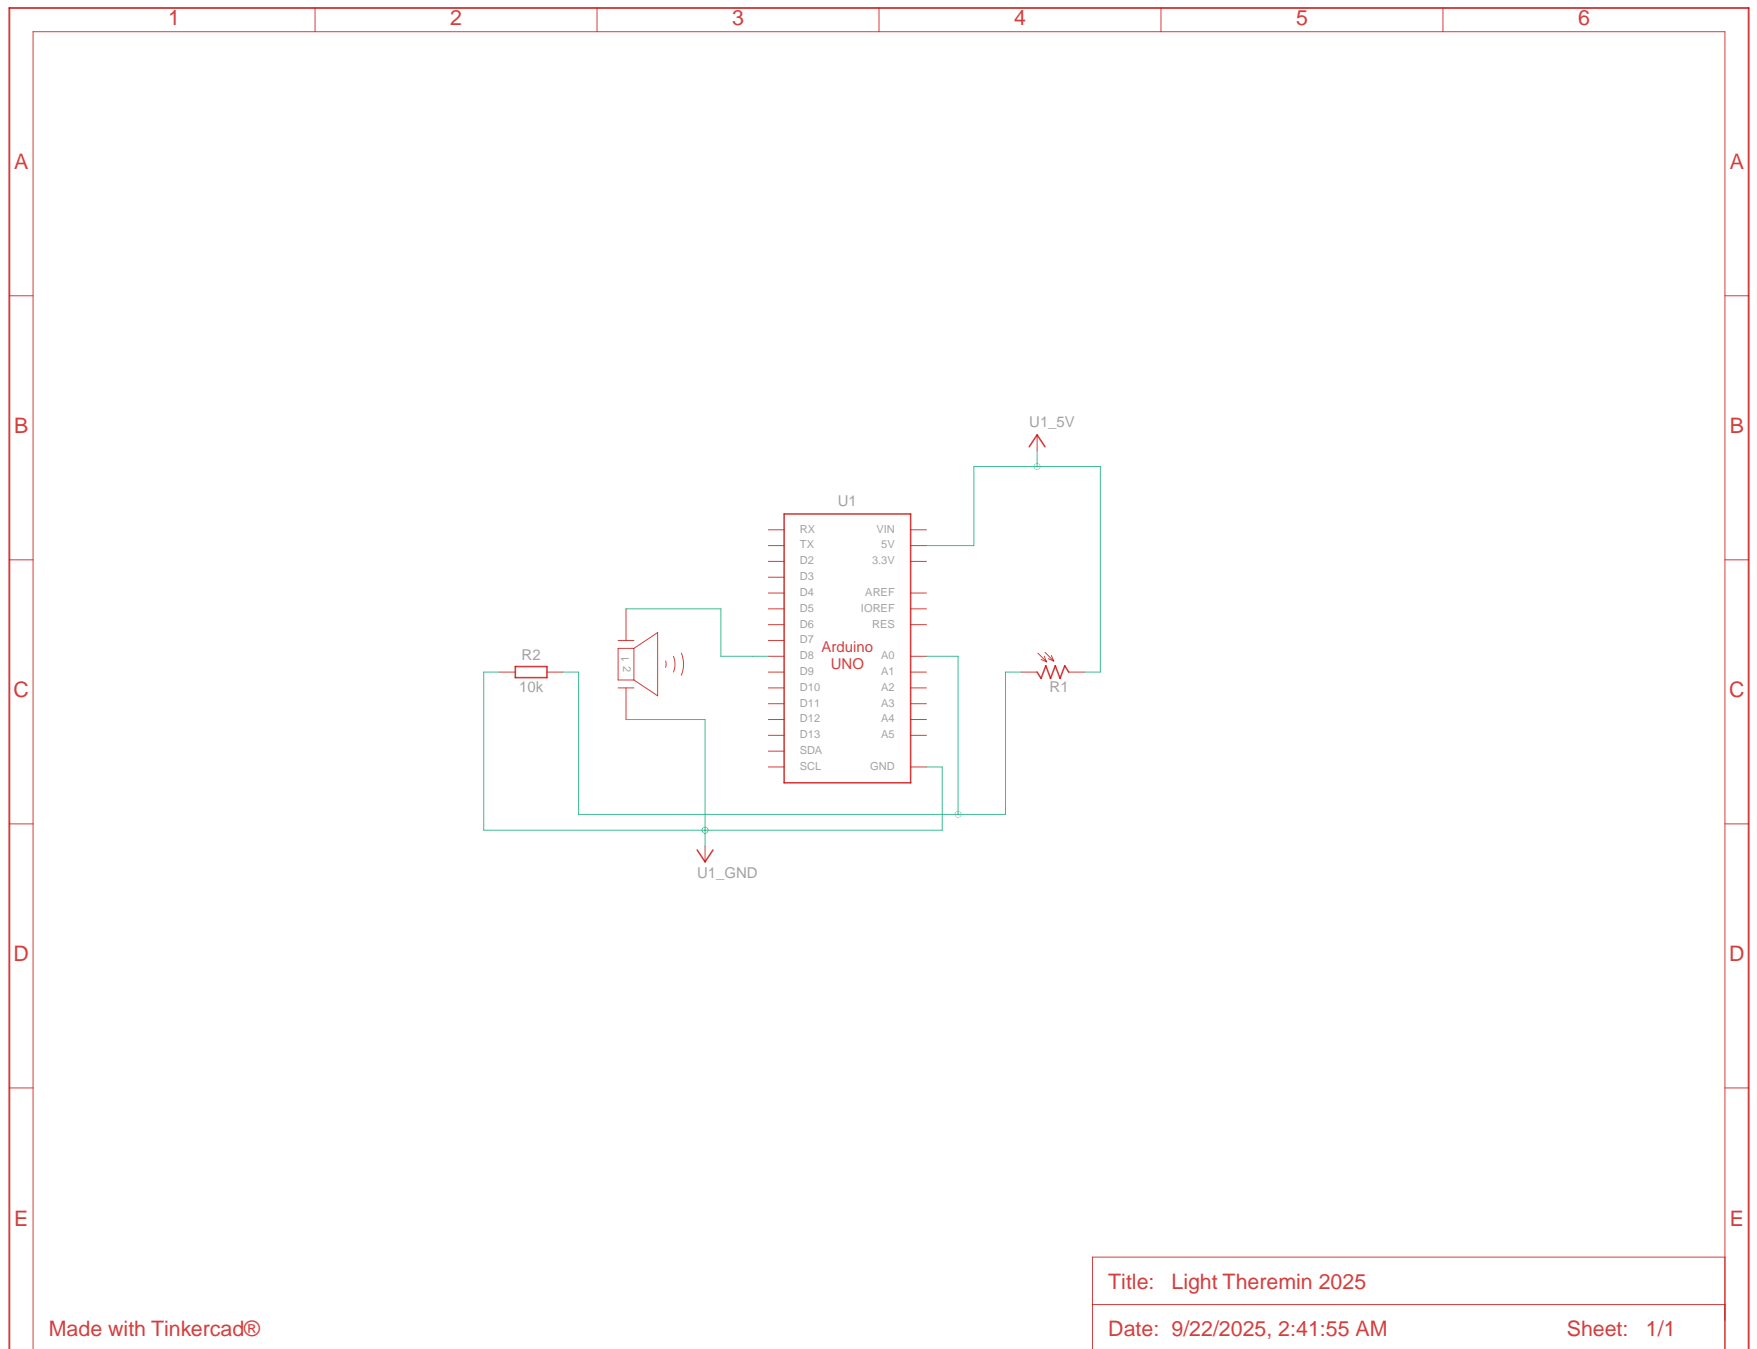 1 2 3 4 5 6
A A
B B
U1_5V
U1
RX VIN
TX 5V
D2 3.3V
D3
D4 AREF
D5 IOREF
D6 RES
D7
Arduino
UNO
D8 A0
D9 A1
D10 A2
D11 A3
D12 A4
D13 A5
SDA
SCL GND
R2
10k
1 2
R1
C C
U1_GND
D D
E E
Title: Light Theremin 2025
Made with Tinkercad®
Date: 9/22/2025, 2:41:55 AM Sheet: 1/1